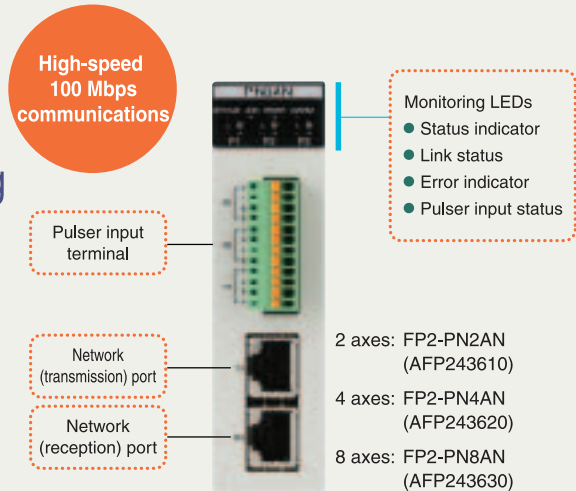 High-speed
100 Mbps
communications
g
PN4AN
Monitoring LEDs
● Status indicator
● Link status
● Error indicator
● Pulser input status
Pulser input
terminal
Network
(transmission) port
Network
(reception) port
2 axes: FP2-PN2AN
(AFP243610)
4 axes: FP2-PN4AN
(AFP243620)
8 axes: FP2-PN8AN
(AFP243630)